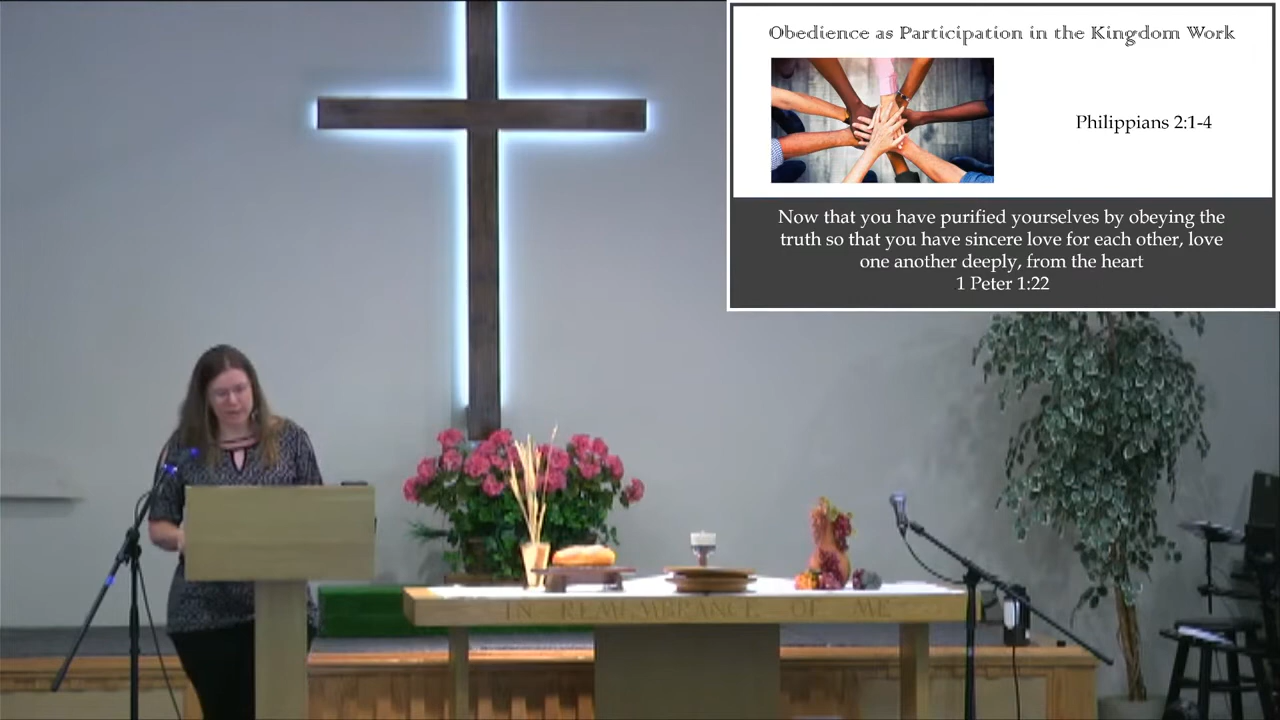 Obedience as Participation in the Kingdom Work
Philippians 2:1-4
Now that you have purified yourselves by obeying the
truth so that you have sincere love for each other, love
one another deeply, from the heart
1 Peter 1:22
IN REMEMBRANCE OF ME